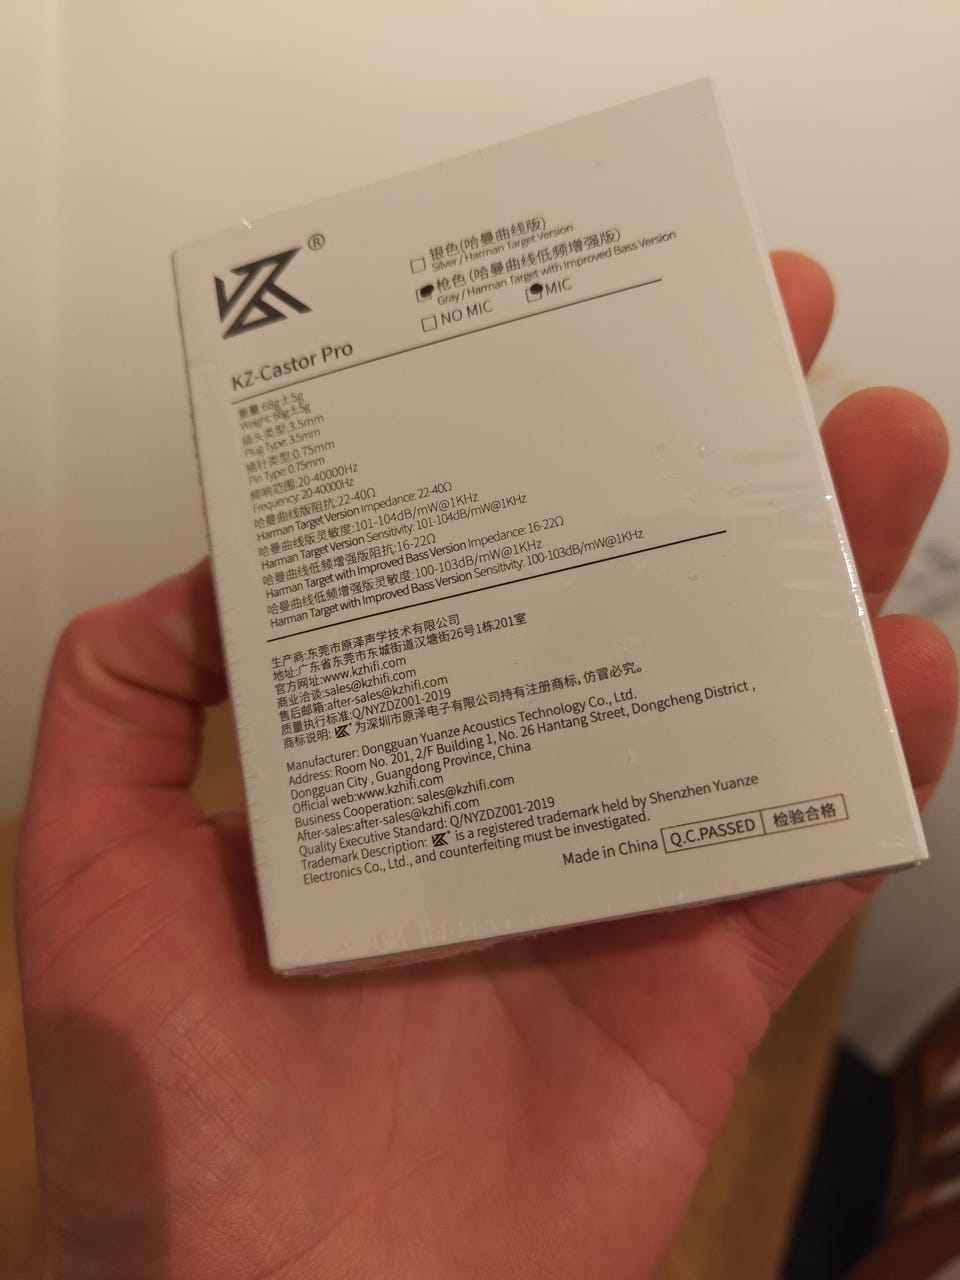 KZ®
银色(哈曼曲线版)
Silver / Harman Target Version
枪色 (哈曼曲线低频增强版)
Gray / Harman Target with Improved Bass Version
NO MIC MIC
KZ-Castor Pro
重量:68g±5g
Weight: 68g±5g
插头类型:3.5mm
Plug Type: 3.5mm
插针类型:0.75mm
Pin Type: 0.75mm
频响范围:20-40000Hz
Frequency: 20-40000Hz
哈曼曲线版阻抗:22-40Ω
Harman Target Version Impedance: 22-40Ω
哈曼曲线版灵敏度:101-104dB/mW@1KHz
Harman Target Version Sensitivity: 101-104dB/mW@1KHz
哈曼曲线低频增强版阻抗:16-22Ω
Harman Target with Improved Bass Version Impedance: 16-22Ω
哈曼曲线低频增强版灵敏度:100-103dB/mW@1KHz
Harman Target with Improved Bass Version Sensitivity: 100-103dB/mW@1KHz
生产商:东莞市原泽声学技术有限公司
地址:广东省东莞市东城街道汉塘街26号1栋201室
官方网址:www.kzhifi.com
商业洽谈:sales@kzhifi.com
售后邮箱:after-sales@kzhifi.com
质量执行标准:Q/NYZDZ001-2019
商标说明: KZ® 为深圳市原泽电子有限公司持有注册商标, 仿冒必究。
Manufacturer: Dongguan Yuanze Acoustics Technology Co., Ltd.
Address: Room No. 201, 2/F Building 1, No. 26 Hantang Street, Dongcheng District ,
Dongguan City , Guangdong Province, China
Official web:www.kzhifi.com
Business Cooperation: sales@kzhifi.com
After-sales:after-sales@kzhifi.com
Quality Executive Standard: Q/NYZDZ001-2019
Trademark Description: KZ® is a registered trademark held by Shenzhen Yuanze
Electronics Co., Ltd., and counterfeiting must be investigated.
Made in China Q.C.PASSED 检验合格